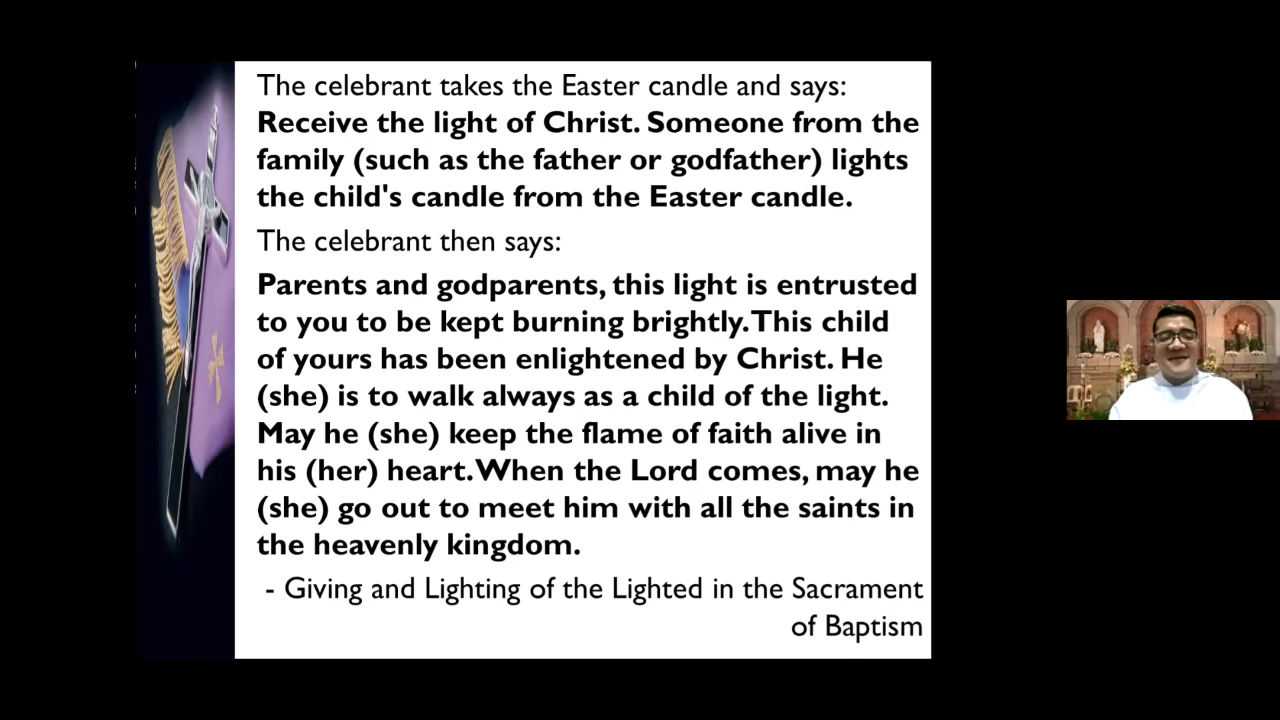 The celebrant takes the Easter candle and says:
Receive the light of Christ. Someone from the
family (such as the father or godfather) lights
the child's candle from the Easter candle.
The celebrant then says:
Parents and godparents, this light is entrusted
to you to be kept burning brightly. This child
of yours has been enlightened by Christ. He
(she) is to walk always as a child of the light.
May he (she) keep the flame of faith alive in
his (her) heart. When the Lord comes, may he
(she) go out to meet him with all the saints in
the heavenly kingdom.
- Giving and Lighting of the Lighted in the Sacrament
of Baptism